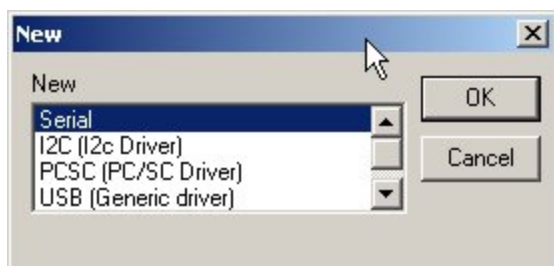 New
New
Serial
I2C (I2c Driver)
PCSC (PC/SC Driver)
USB (Generic driver)
OK
Cancel